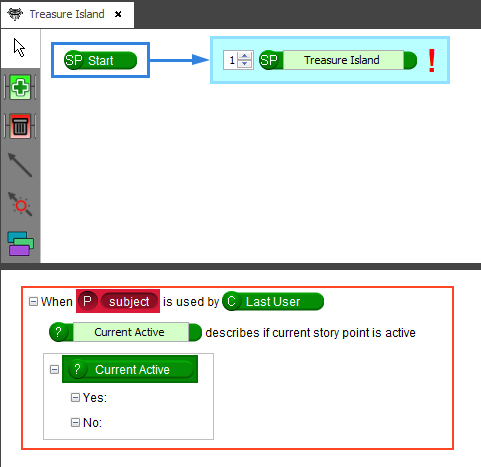 Treasure Island ×
SP Start 1 SP Treasure Island !
When P subject is used by C Last User
? Current Active describes if current story point is active
? Current Active
Yes:
No: